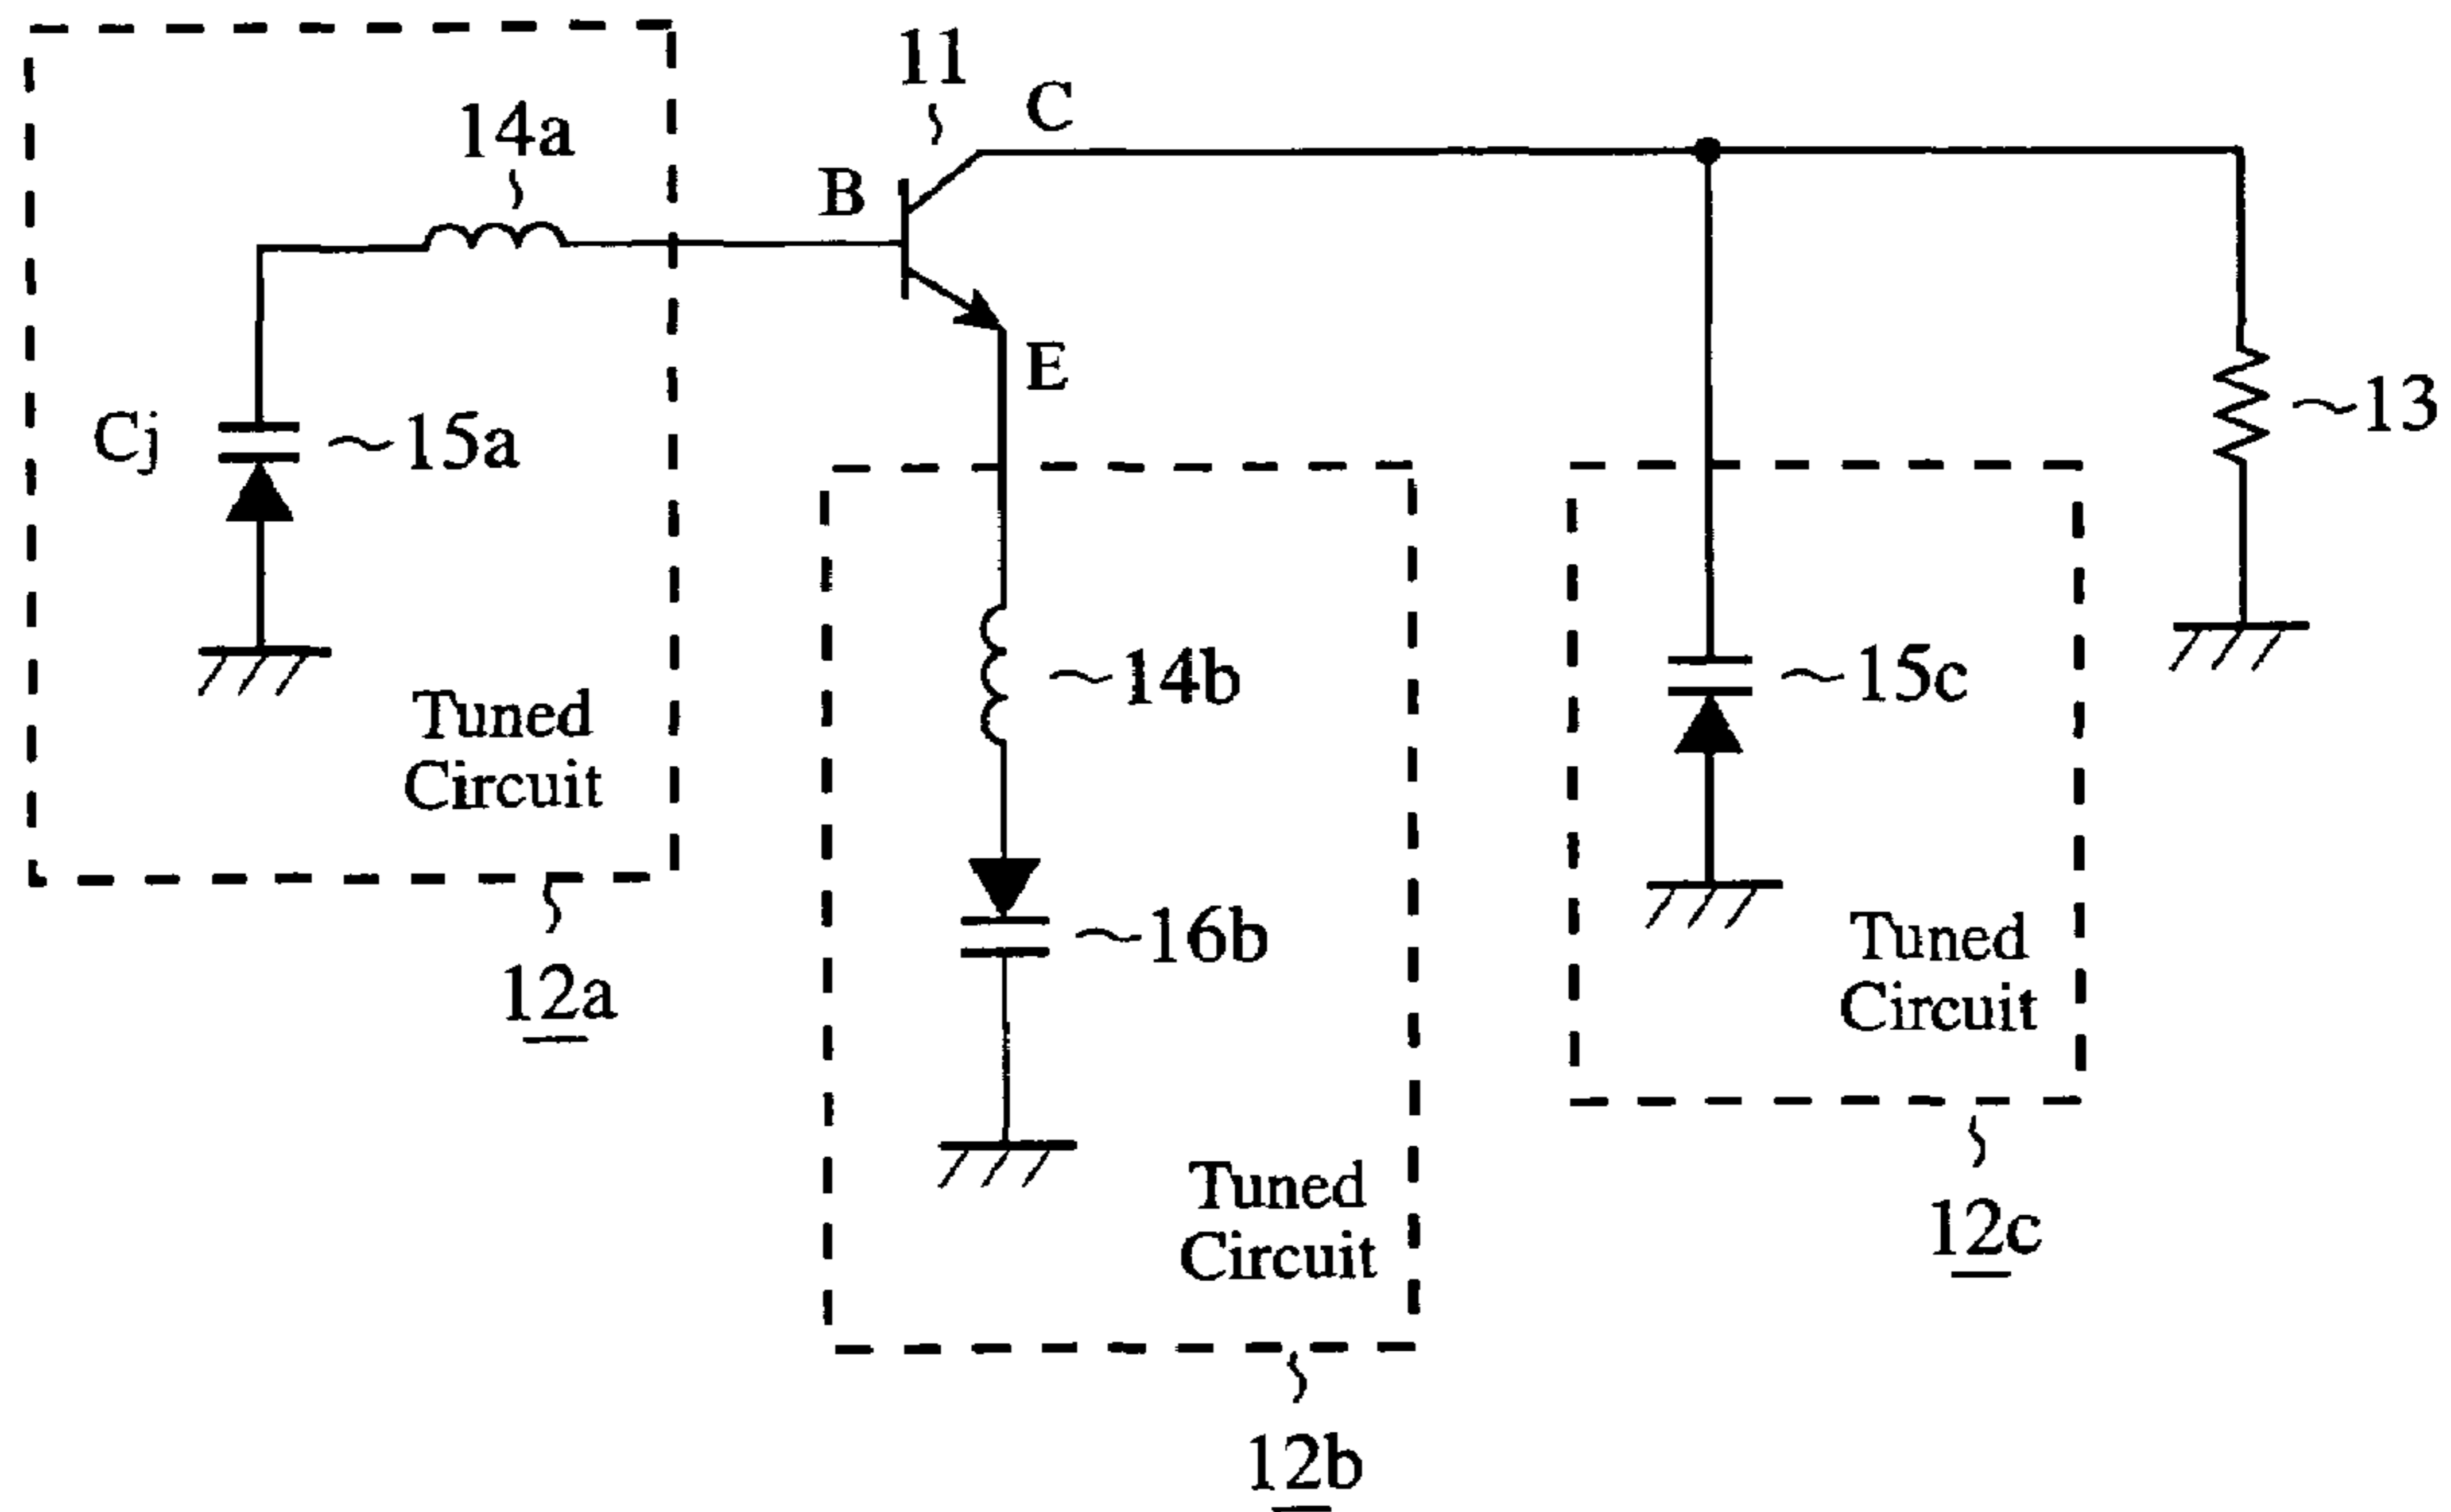 11
C
14a
B
E
Cj
15a
13
14b
15c
Tuned
Circuit
16b
Tuned
Circuit
12a
Tuned
Circuit
12c
12b